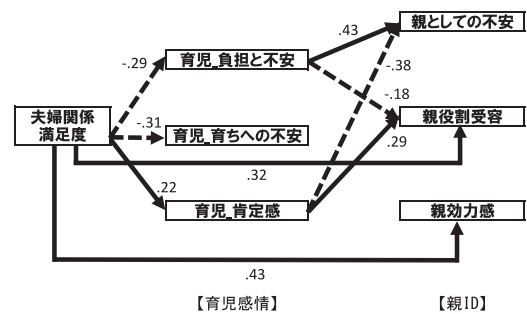 親としての不安
.43
育児_負担と不安
-.29
-.38
-.18
夫婦関係
満足度
親役割受容
-.31
育児_育ちへの不安
.29
.32
.22
育児_肯定感
親効力感
.43
【育児感情】
【親ID】